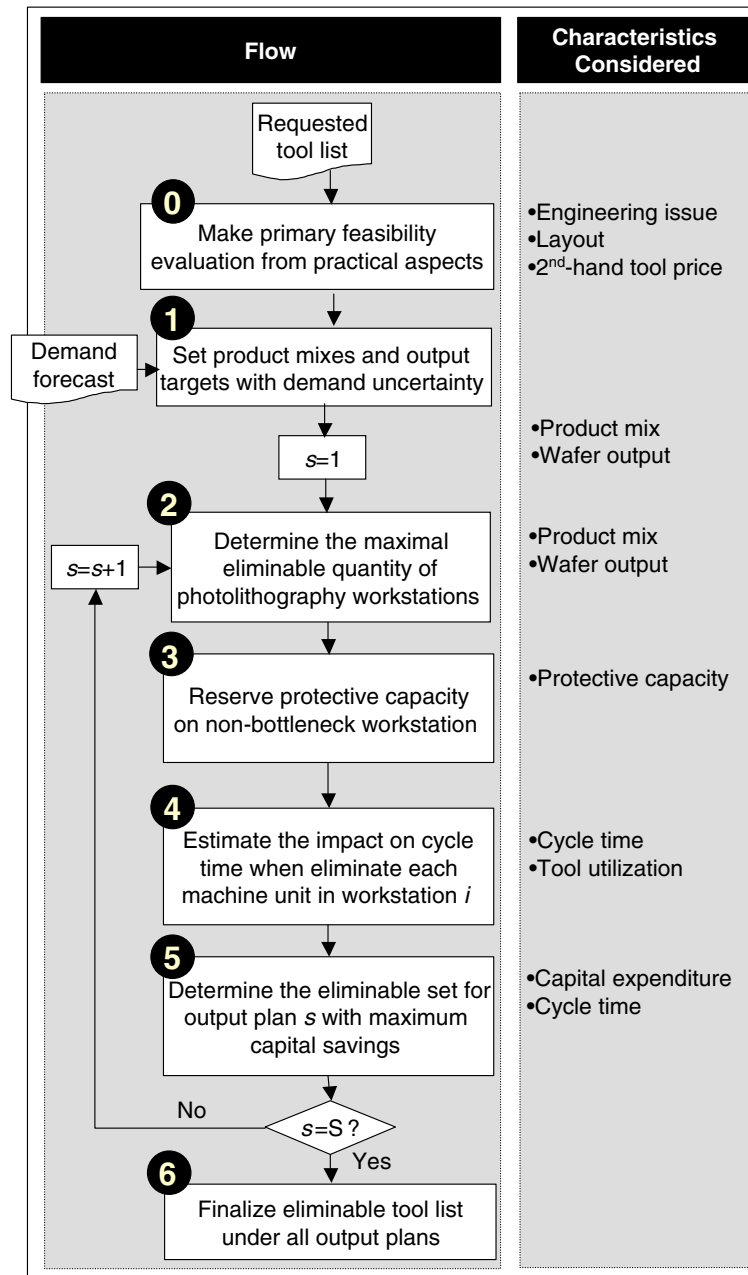 Flow
Characteristics
Considered
Requested
tool list
0
Make primary feasibility
evaluation from practical aspects
•Engineering issue
•Layout
•2nd-hand tool price
1
Demand
forecast
Set product mixes and output
targets with demand uncertainty
s=1
•Product mix
•Wafer output
2
s=s+1
Determine the maximal
eliminable quantity of
photolithography workstations
•Product mix
•Wafer output
3
Reserve protective capacity
on non-bottleneck workstation
•Protective capacity
4
Estimate the impact on cycle
time when eliminate each
machine unit in workstation i
•Cycle time
•Tool utilization
5
Determine the eliminable set for
output plan s with maximum
capital savings
•Capital expenditure
•Cycle time
No
s=S ?
Yes
6
Finalize eliminable tool list
under all output plans